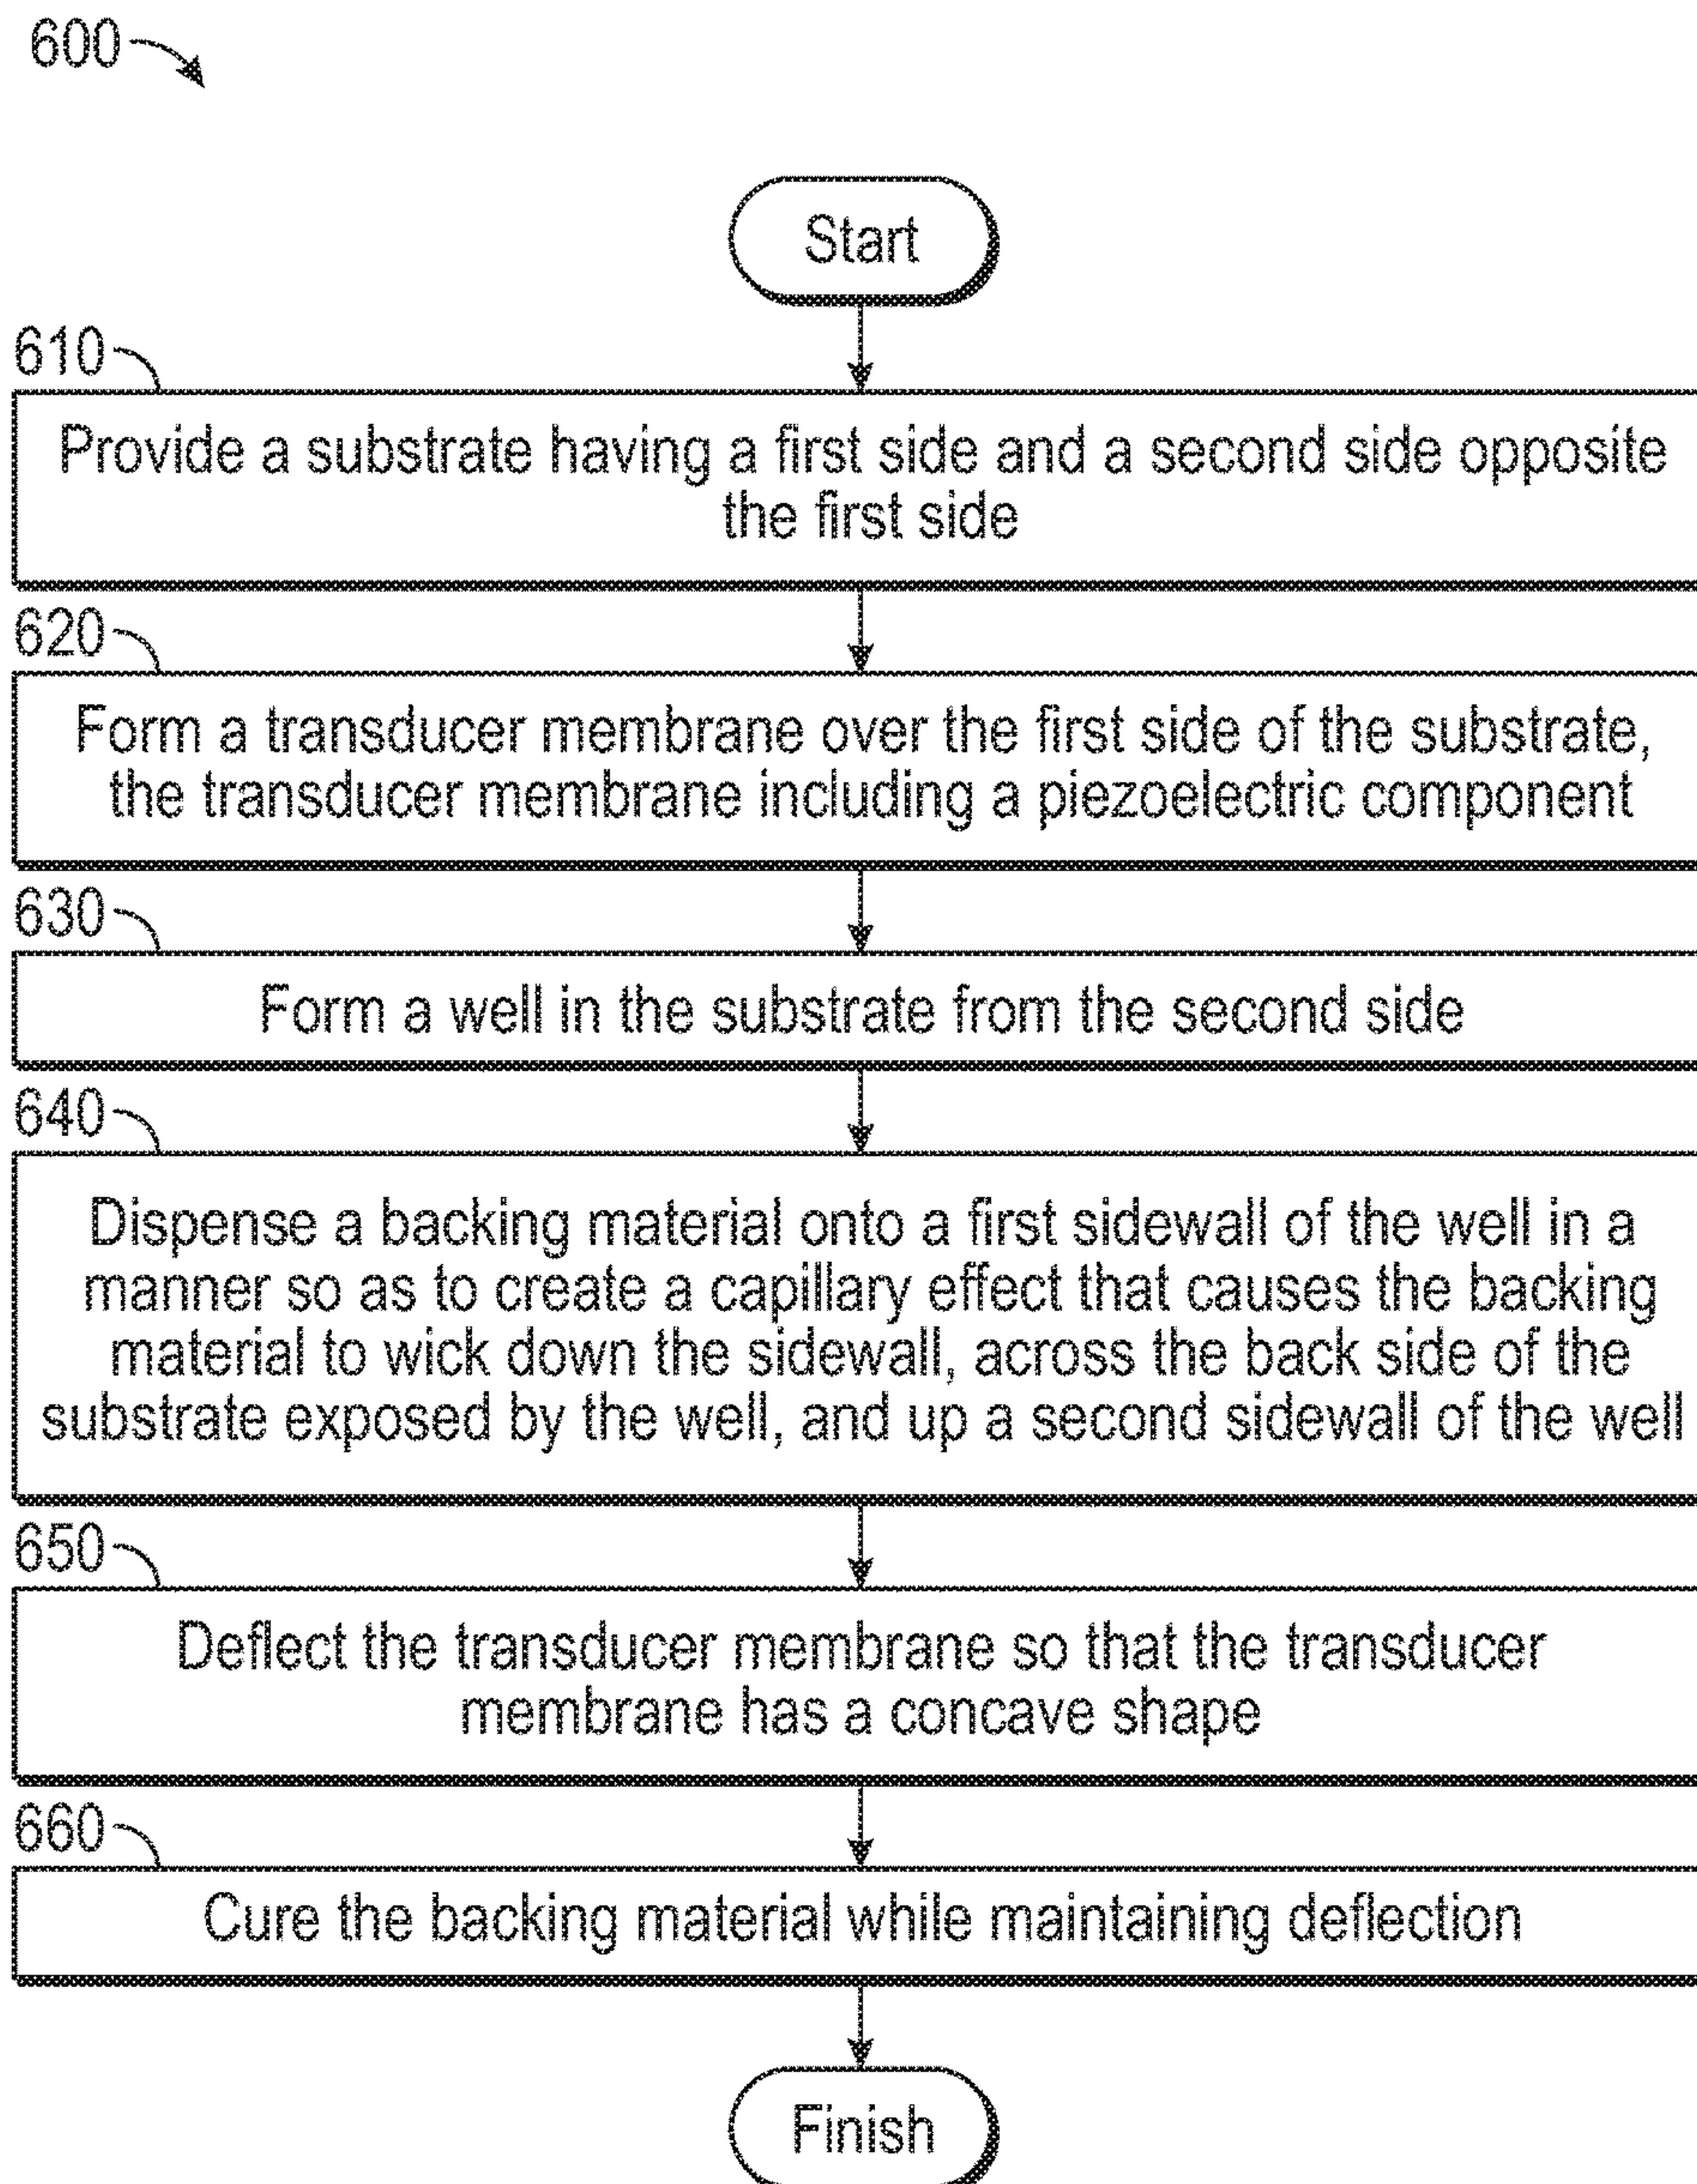 600
Start
610
Provide a substrate having a first side and a second side opposite
the first side
620
Form a transducer membrane over the first side of the substrate,
the transducer membrane including a piezoelectric component
630
Form a well in the substrate from the second side
640
Dispense a backing material onto a first sidewall of the well in a
manner so as to create a capillary effect that causes the backing
material to wick down the sidewall, across the back side of the
substrate exposed by the well, and up a second sidewall of the well
650
Deflect the transducer membrane so that the transducer
membrane has a concave shape
660
Cure the backing material while maintaining deflection
Finish